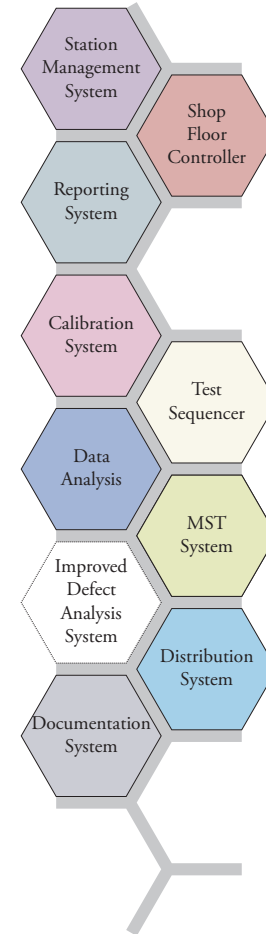 Station
Management
System
Shop
Floor
Controller
Reporting
System
Calibration
System
Test
Sequencer
Data
Analysis
MST
System
Improved
Defect
Analysis
System
Distribution
System
Documentation
System